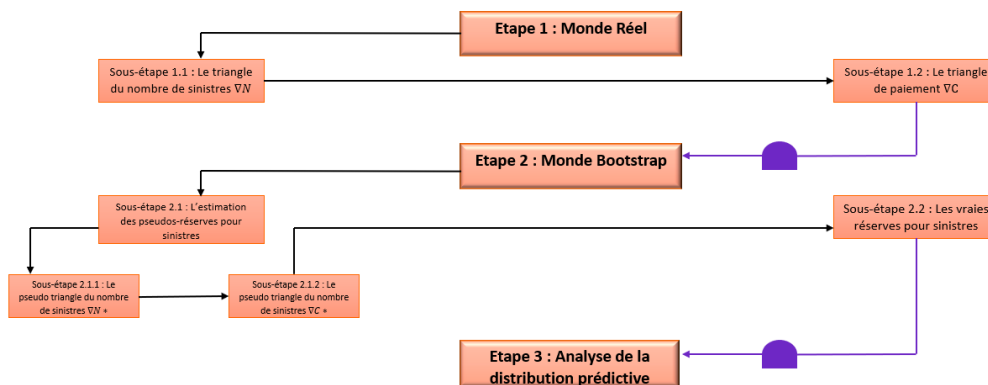 Etape 1 : Monde Réel
Sous-étape 1.1 : Le triangle
du nombre de sinistres ∇N
Sous-étape 1.2 : Le triangle
de paiement ∇C
Etape 2 : Monde Bootstrap
Sous-étape 2.1 : L’estimation
des pseudos-réserves pour
sinistres
Sous-étape 2.2 : Les vraies
réserves pour sinistres
Sous-étape 2.1.1 : Le
pseudo triangle du nombre
de sinistres ∇N *
Sous-étape 2.1.2 : Le
pseudo triangle du nombre
de sinistres ∇C *
Etape 3 : Analyse de la
distribution prédictive